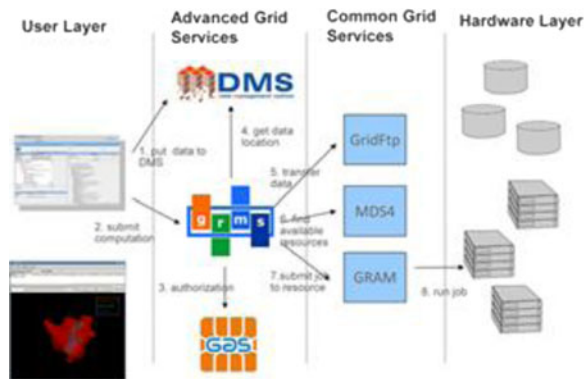 User Layer
Advanced Grid
Services
Common Grid
Services
Hardware Layer
DMS
1. put data to
DMS
4. get data
location
2. submit
computation
grms
5. transfer
data
6. find
available
resources
7.submit job
to resource
3. authorization
GridFtp
MDS4
GRAM
8. run job
GAS